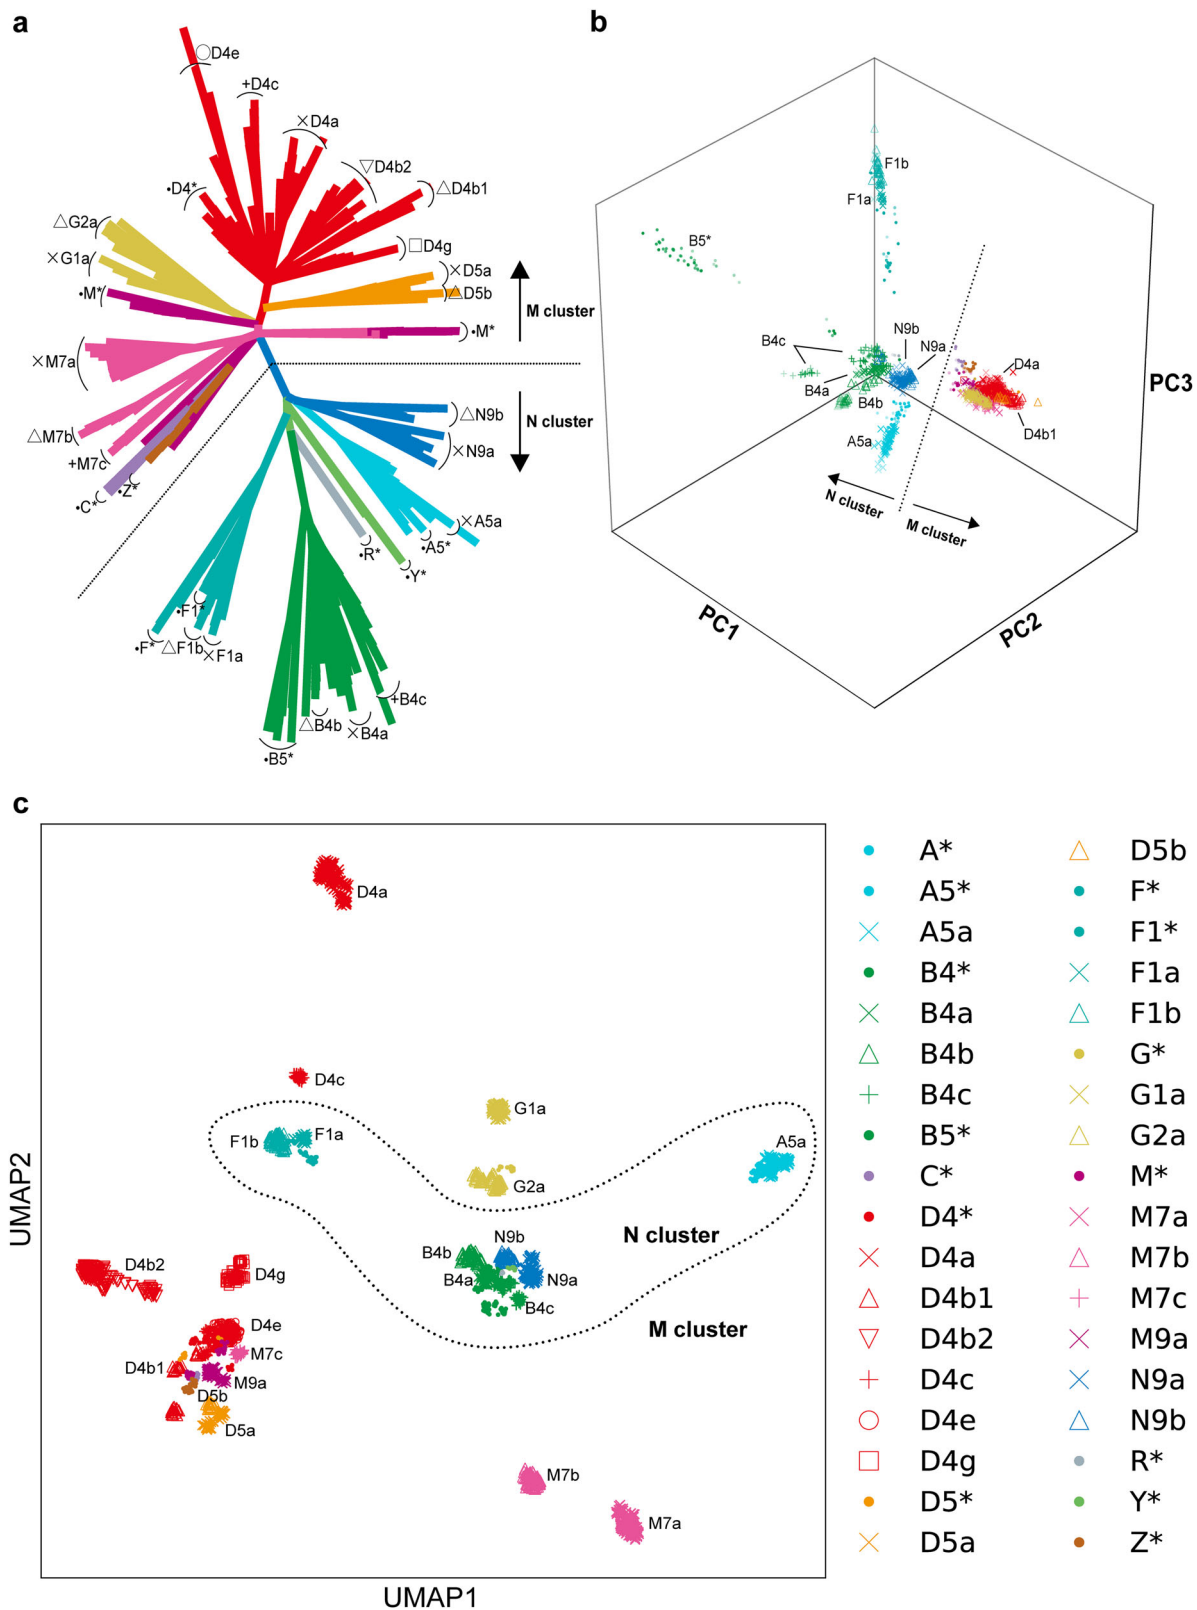 a
○D4e
+D4c
×D4a
▽D4b2
•D4*
△D4b1
△G2a
□D4g
×G1a
×D5a
•M*
△D5b
M cluster
•M*
×M7a
△N9b
N cluster
△M7b
×N9a
+M7c
•Z*
•C*
×A5a
•A5*
•R*
•Y*
•F1*
•F*
△F1b
×F1a
+B4c
△B4b
×B4a
•B5*
b
F1b
F1a
B5*
N9b
B4c
N9a
D4a
PC3
B4a
B4b
D4b1
A5a
N cluster
M cluster
PC1
PC2
c
D4a
D4c
G1a
F1b
F1a
A5a
G2a
N cluster
N9b
B4b
D4b2
D4g
B4a
N9a
B4c
D4e
M cluster
M7c
D4b1
M9a
D5b
D5a
M7b
M7a
UMAP2
UMAP1
A*
A5*
A5a
B4*
B4a
B4b
B4c
B5*
C*
D4*
D4a
D4b1
D4b2
D4c
D4e
D4g
D5*
D5a
D5b
F*
F1*
F1a
F1b
G*
G1a
G2a
M*
M7a
M7b
M7c
M9a
N9a
N9b
R*
Y*
Z*